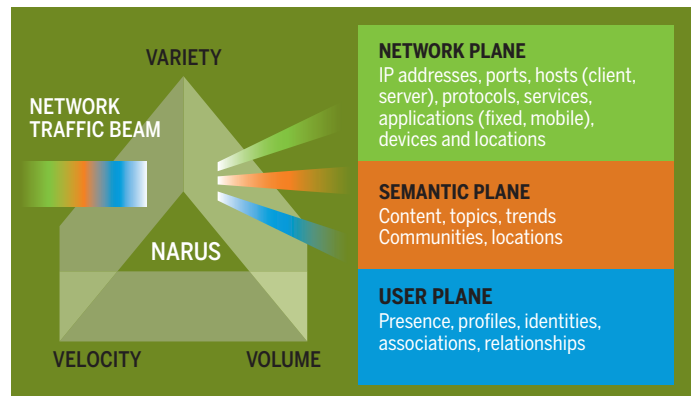 VARIETY
NETWORK
TRAFFIC BEAM
NARUS
VELOCITY
VOLUME
NETWORK PLANE
IP addresses, ports, hosts (client,
server), protocols, services,
applications (fixed, mobile),
devices and locations
SEMANTIC PLANE
Content, topics, trends
Communities, locations
USER PLANE
Presence, profiles, identities,
associations, relationships